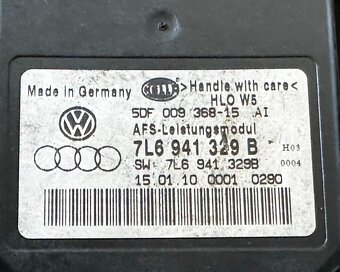 Made in Germany HELLA >Handle with care<
HLO W5
5DF 009 368-15 AI
AFS-Leistungsmodul
7L6 941 329 B H03
SW: 7L6 941 329B 0004
15.01.10 0001 0290